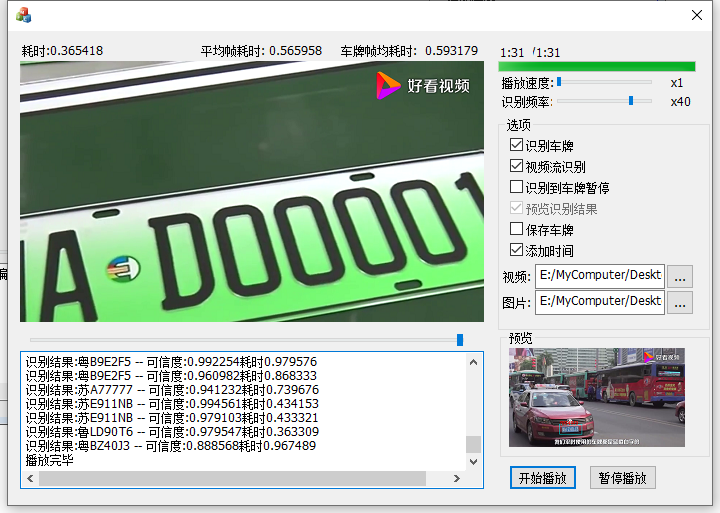 耗时:0.365418
平均帧耗时: 0.565958
车牌帧均耗时: 0.593179
好看视频
A D00001
识别结果:粤B9E2F5 -- 可信度:0.992254耗时0.979576
识别结果:粤B9E2F5 -- 可信度:0.960982耗时0.868333
识别结果:苏A77777 -- 可信度:0.941232耗时0.739676
识别结果:苏E911NB -- 可信度:0.994561耗时0.434153
识别结果:苏E911NB -- 可信度:0.979103耗时0.433321
识别结果:鲁LD90T6 -- 可信度:0.979547耗时0.363309
识别结果:粤BZ40J3 -- 可信度:0.888568耗时0.967489
播放完毕
1:31 /1:31
播放速度: x1
识别频率: x40
选项
识别车牌
视频流识别
识别到车牌暂停
预览识别结果
保存车牌
添加时间
视频: E:/MyComputer/Deskt ...
图片: E:/MyComputer/Deskt ...
预览
好看视频
开始播放
暂停播放